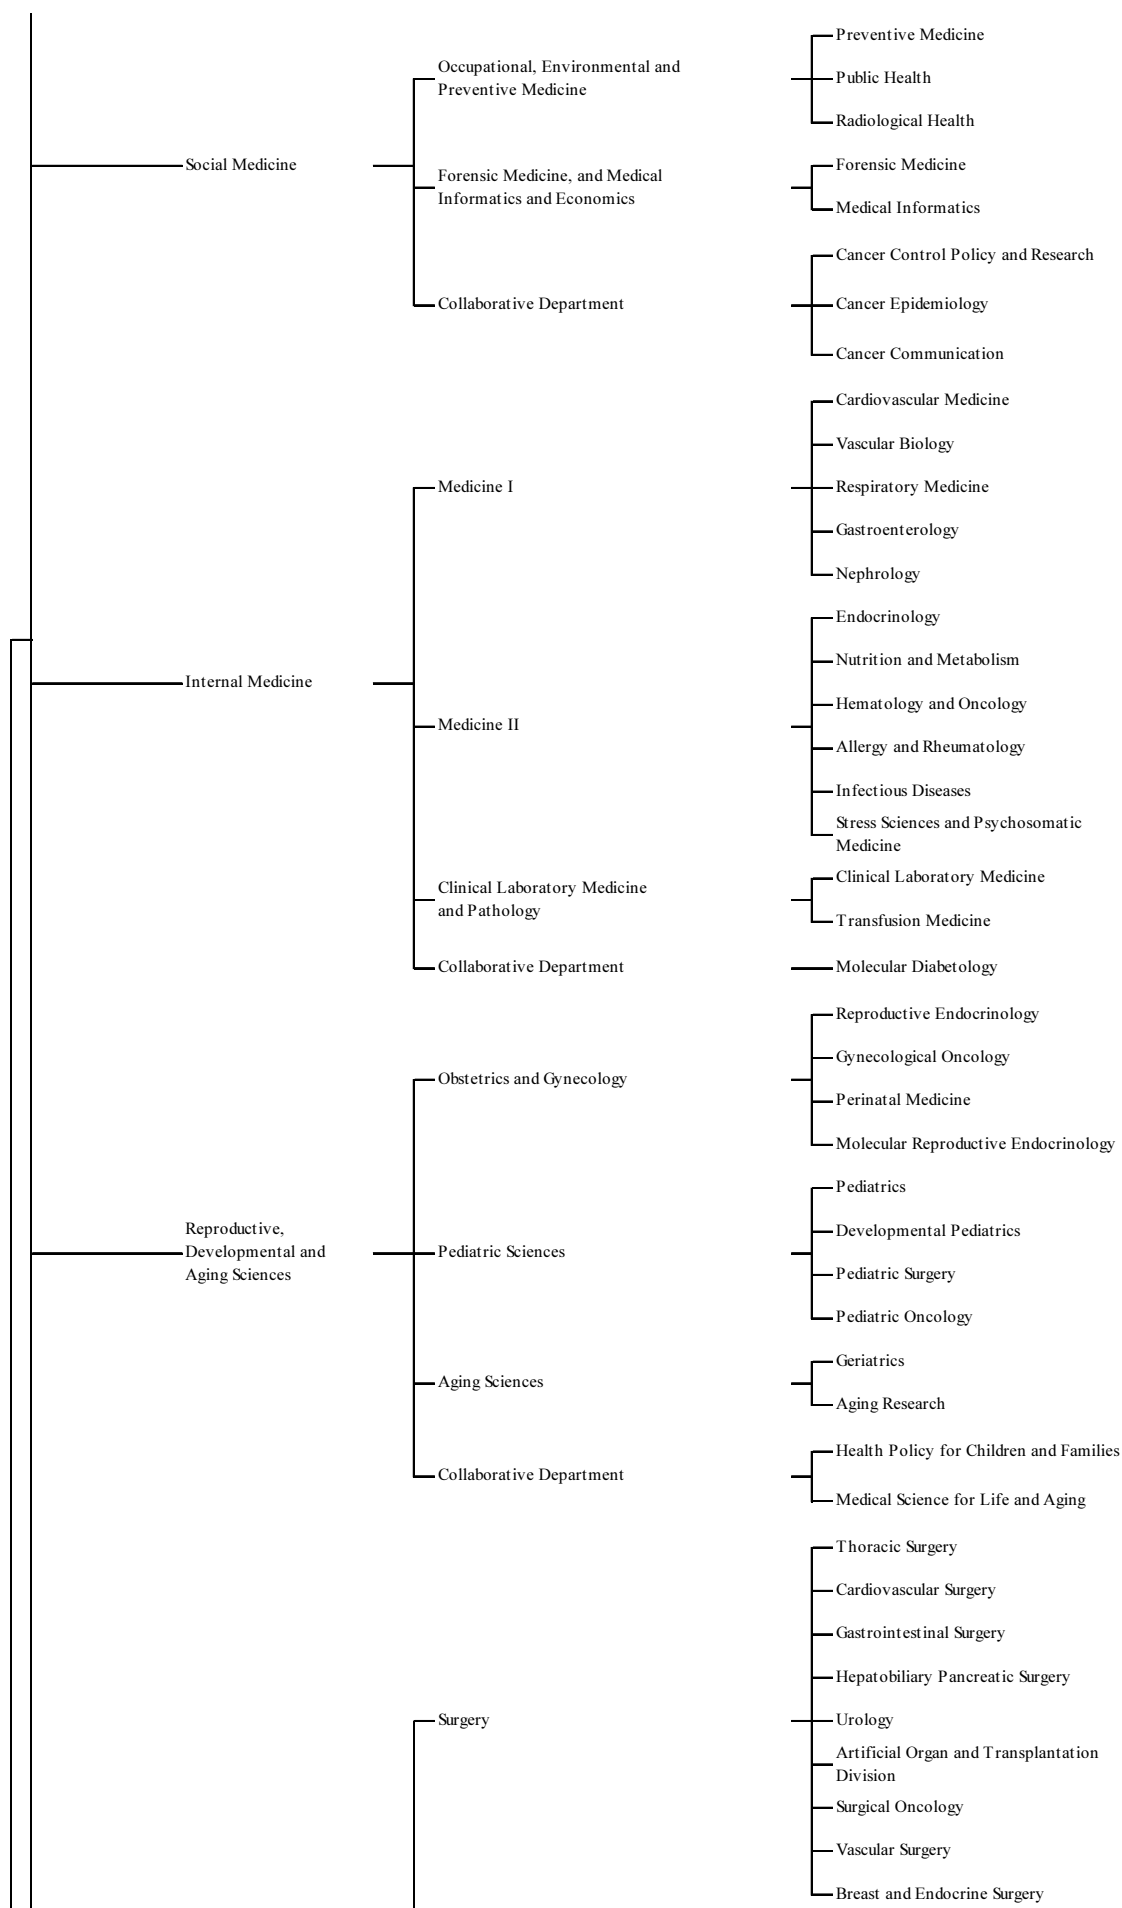 Social Medicine
Occupational, Environmental and
Preventive Medicine
Preventive Medicine
Public Health
Radiological Health
Forensic Medicine, and Medical
Informatics and Economics
Forensic Medicine
Medical Informatics
Collaborative Department
Cancer Control Policy and Research
Cancer Epidemiology
Cancer Communication
Internal Medicine
Medicine I
Cardiovascular Medicine
Vascular Biology
Respiratory Medicine
Gastroenterology
Nephrology
Medicine II
Endocrinology
Nutrition and Metabolism
Hematology and Oncology
Allergy and Rheumatology
Infectious Diseases
Stress Sciences and Psychosomatic
Medicine
Clinical Laboratory Medicine
and Pathology
Clinical Laboratory Medicine
Transfusion Medicine
Collaborative Department
Molecular Diabetology
Reproductive,
Developmental and
Aging Sciences
Obstetrics and Gynecology
Reproductive Endocrinology
Gynecological Oncology
Perinatal Medicine
Molecular Reproductive Endocrinology
Pediatric Sciences
Pediatrics
Developmental Pediatrics
Pediatric Surgery
Pediatric Oncology
Aging Sciences
Geriatrics
Aging Research
Collaborative Department
Health Policy for Children and Families
Medical Science for Life and Aging
Surgery
Thoracic Surgery
Cardiovascular Surgery
Gastrointestinal Surgery
Hepatobiliary Pancreatic Surgery
Urology
Artificial Organ and Transplantation
Division
Surgical Oncology
Vascular Surgery
Breast and Endocrine Surgery